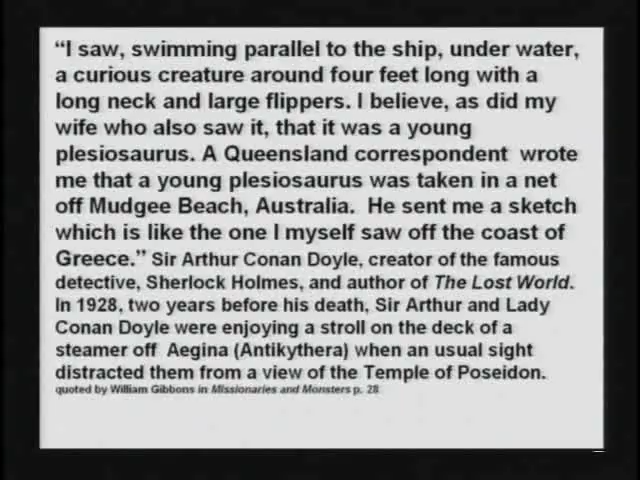 “I saw, swimming parallel to the ship, under water,
a curious creature around four feet long with a
long neck and large flippers. I believe, as did my
wife who also saw it, that it was a young
plesiosaurus. A Queensland correspondent wrote
me that a young plesiosaurus was taken in a net
off Mudgee Beach, Australia. He sent me a sketch
which is like the one I myself saw off the coast of
Greece.” Sir Arthur Conan Doyle, creator of the famous
detective, Sherlock Holmes, and author of The Lost World.
In 1928, two years before his death, Sir Arthur and Lady
Conan Doyle were enjoying a stroll on the deck of a
steamer off Aegina (Antikythera) when an usual sight
distracted them from a view of the Temple of Poseidon.
quoted by William Gibbons in Missionaries and Monsters p. 28